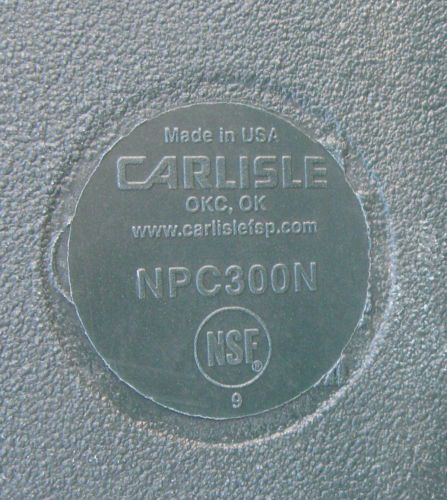 Made in USA
CARLISLE
OKC, OK
www.carlislefsp.com
NPC300N
NSF®
9